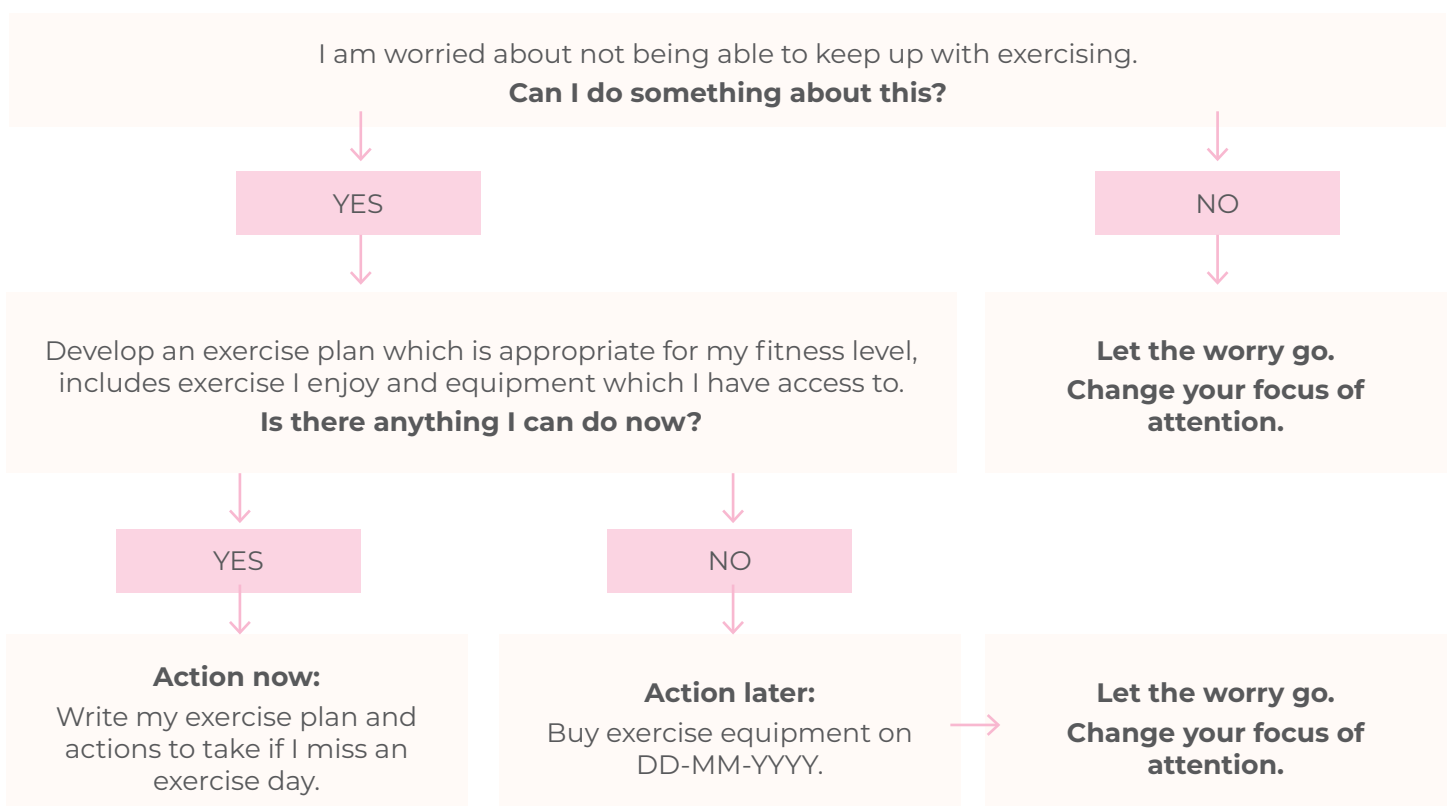 I am worried about not being able to keep up with exercising.
Can I do something about this?
YES
NO
Develop an exercise plan which is appropriate for my fitness level,
includes exercise I enjoy and equipment which I have access to.
Is there anything I can do now?
Let the worry go.
Change your focus of
attention.
YES
NO
Action now:
Write my exercise plan and
actions to take if I miss an
exercise day.
Action later:
Buy exercise equipment on
DD-MM-YYYY.
Let the worry go.
Change your focus of
attention.